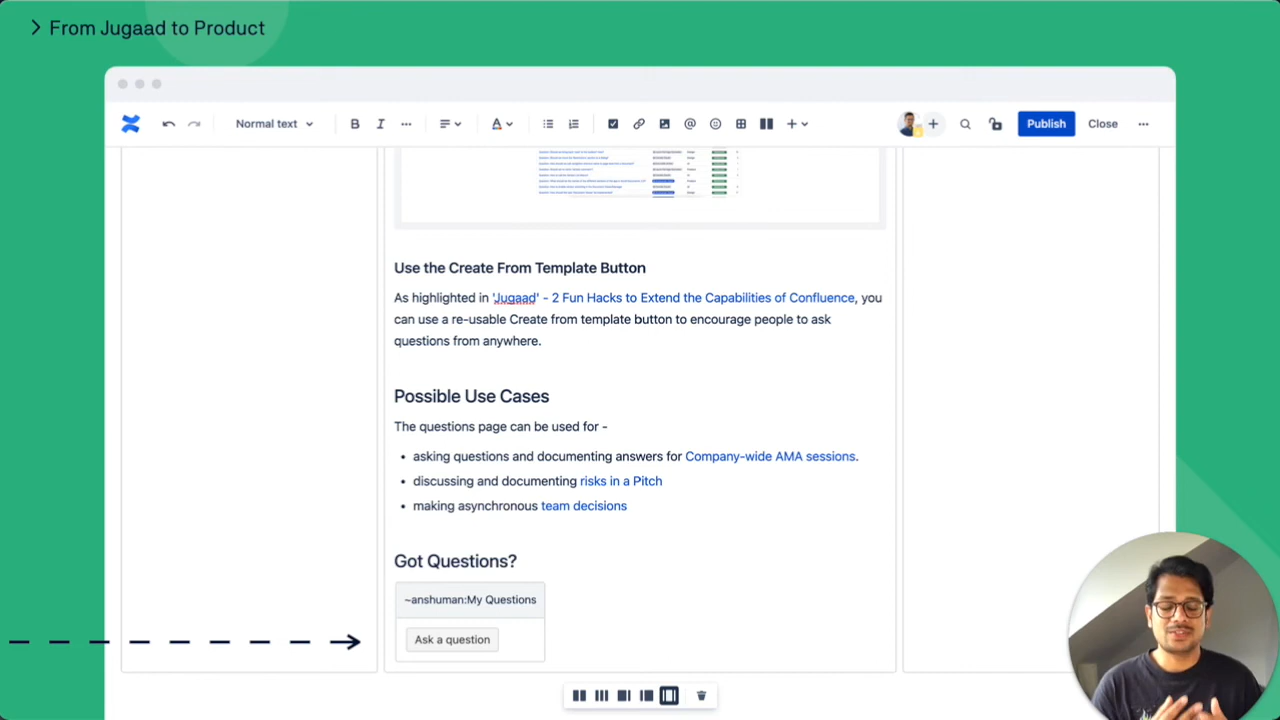 From Jugaad to Product
Normal text
Publish
Close
Use the Create From Template Button
As highlighted in 'Jugaad' - 2 Fun Hacks to Extend the Capabilities of Confluence, you
can use a re-usable Create from template button to encourage people to ask
questions from anywhere.
Possible Use Cases
The questions page can be used for -
• asking questions and documenting answers for Company-wide AMA sessions.
• discussing and documenting risks in a Pitch
• making asynchronous team decisions
Got Questions?
~anshuman:My Questions
Ask a question